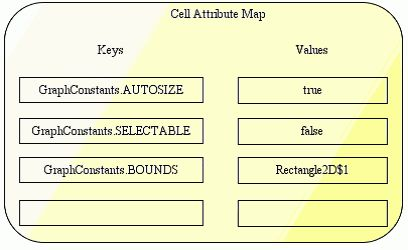 Cell Attribute Map
Keys Values
GraphConstants.AUTOSIZE true
GraphConstants.SELECTABLE false
GraphConstants.BOUNDS Rectangle2D$1